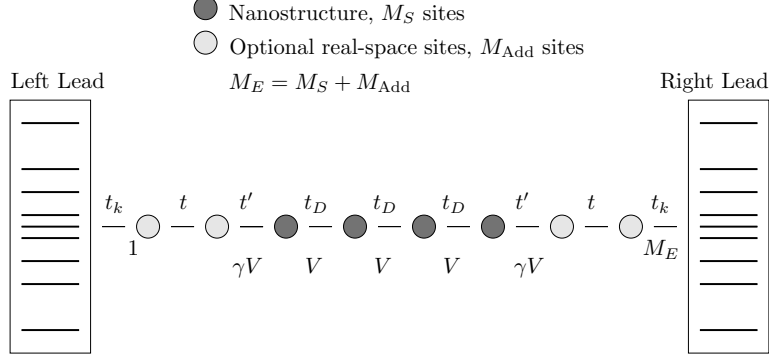 Nanostructure, M_S sites
Optional real-space sites, M_Add sites
M_E = M_S + M_Add
Left Lead
Right Lead
t_k t t′ t_D t_D t_D t′ t t_k
1 M_E
γV V V V γV